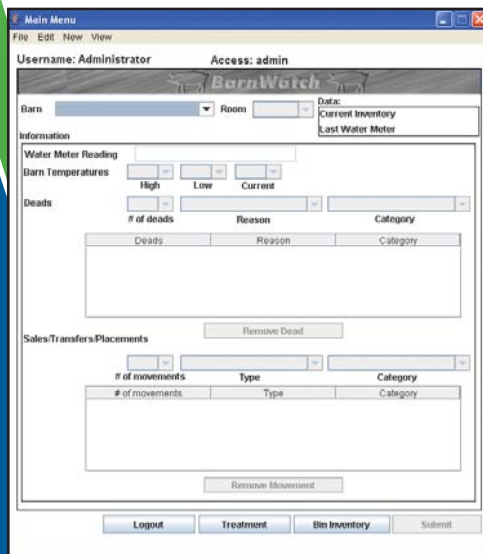 Main Menu
File Edit New View
Username: Administrator Access: admin
BarnWatch
Barn Room Data:
Current Inventory
Last Water Meter
Information
Water Meter Reading
Barn Temperatures
High Low Current
Deads
# of deads Reason Category
Deads Reason Category
Remove Dead
Sales/Transfers/Placements
# of movements Type Category
# of movements Type Category
Remove Movement
Logout Treatment Bin Inventory Submit